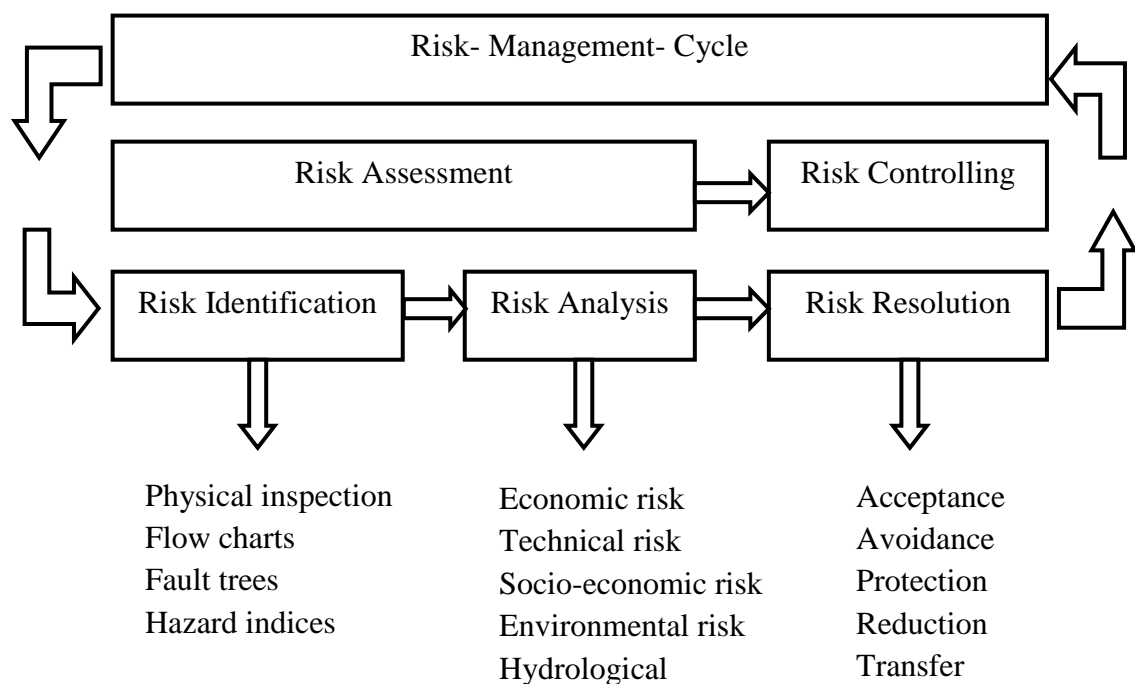 Risk- Management- Cycle
Risk Assessment
Risk Controlling
Risk Identification
Risk Analysis
Risk Resolution
Physical inspection
Flow charts
Fault trees
Hazard indices
Economic risk
Technical risk
Socio-economic risk
Environmental risk
Hydrological
Acceptance
Avoidance
Protection
Reduction
Transfer